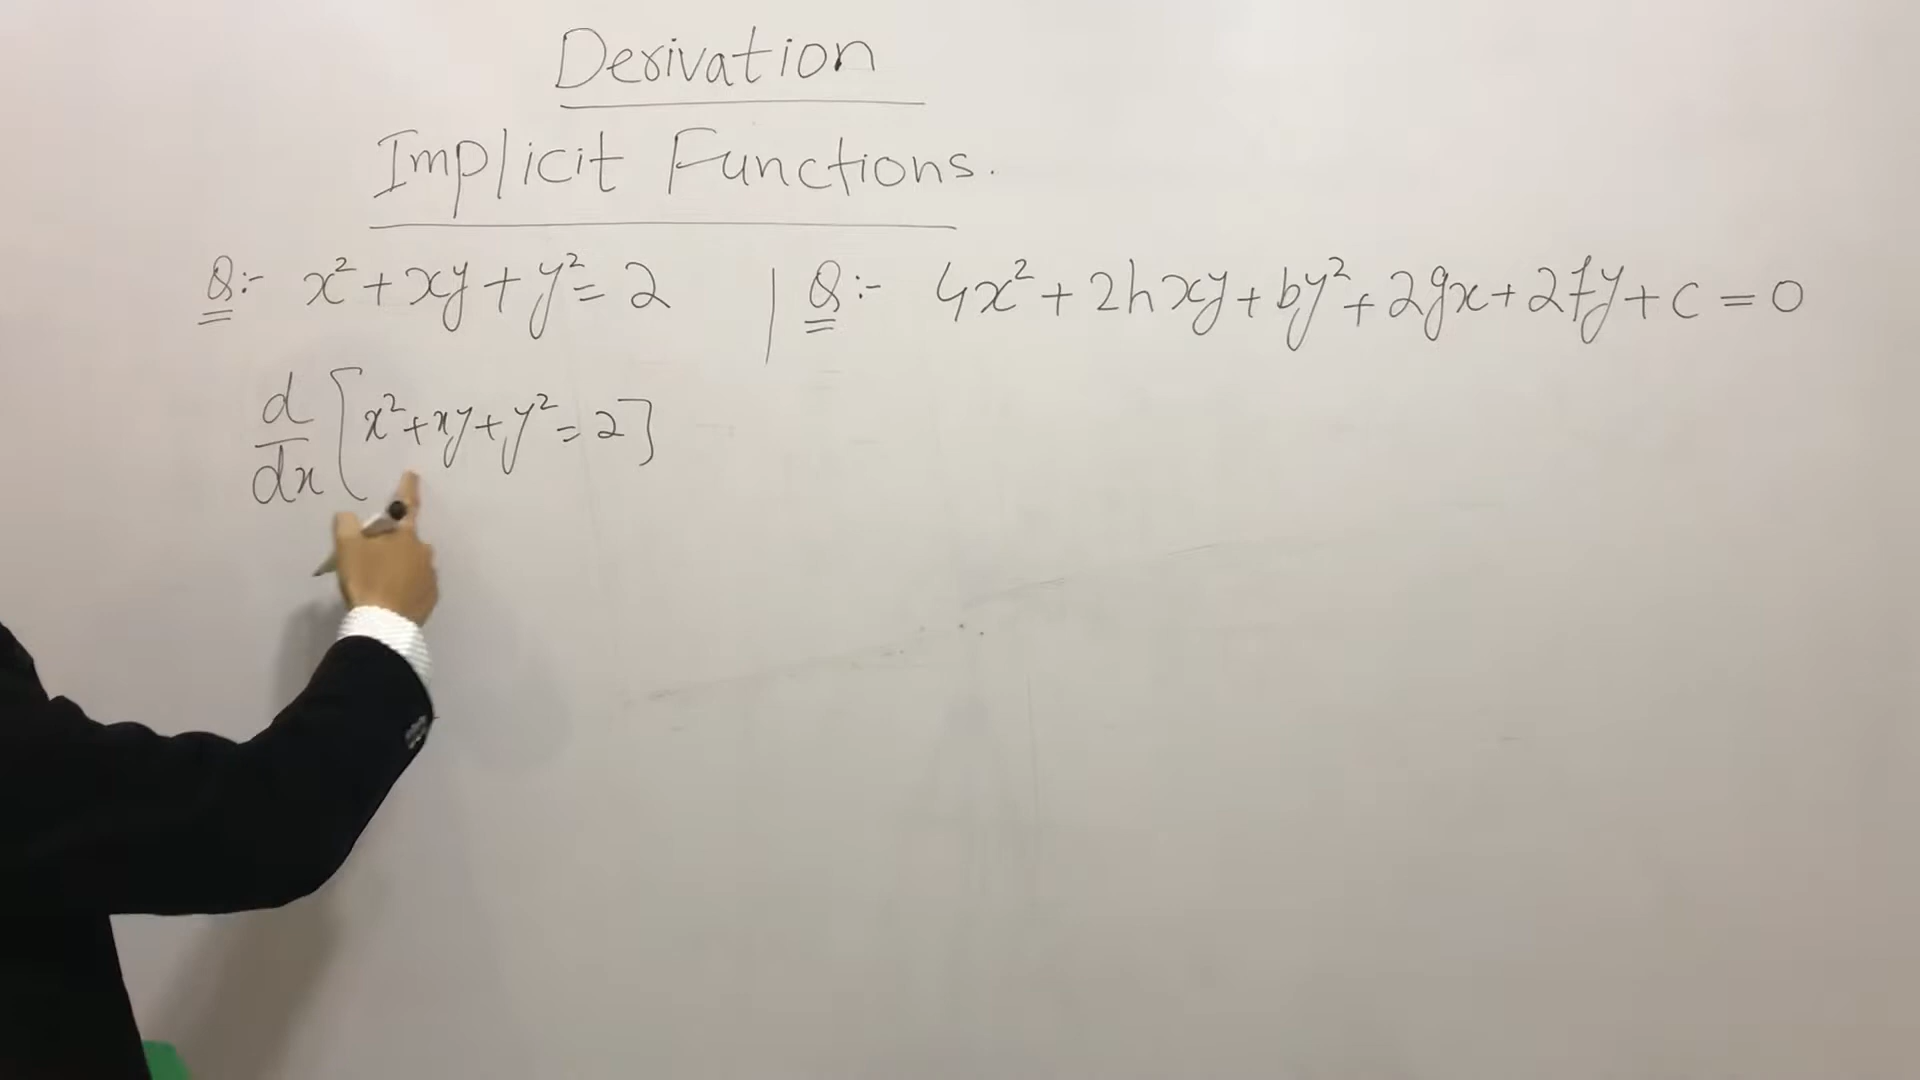 Derivation
Implicit Functions.
Q:- x² + xy + y² = 2 | Q:- 4x² + 2hxy + by² + 2gx + 2fy + c = 0
d/dx [x² + xy + y² = 2]